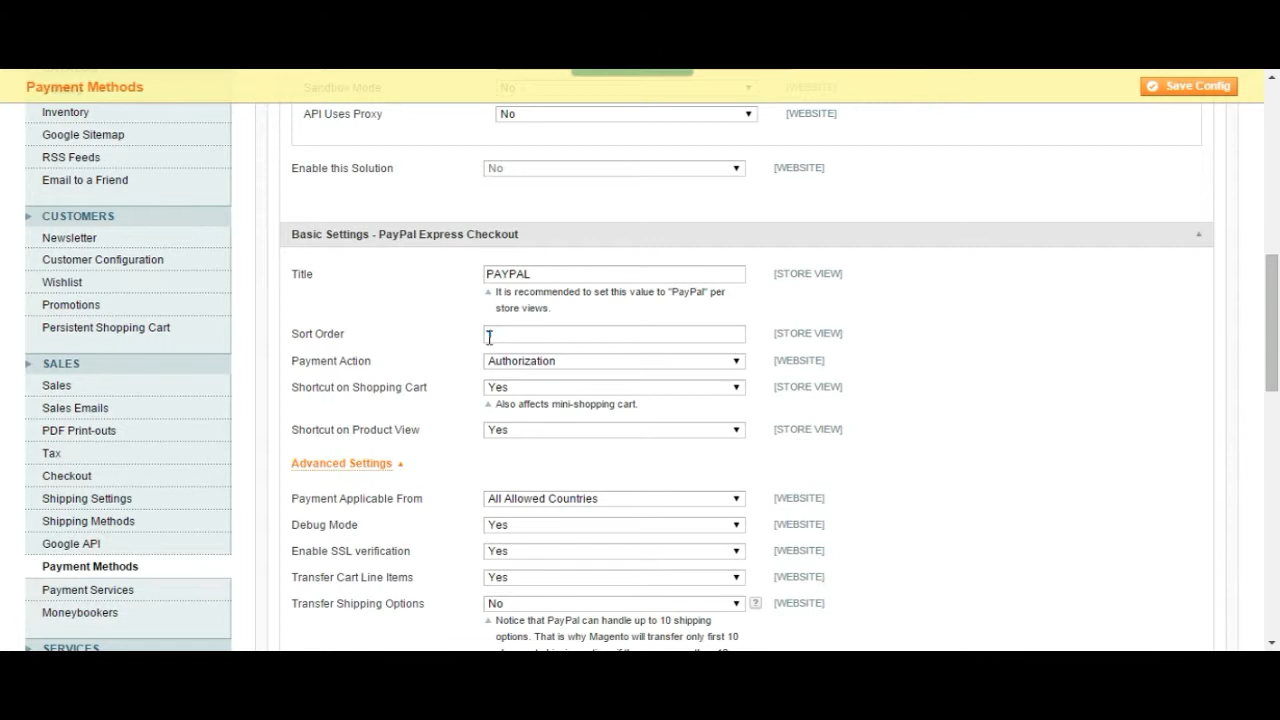 Payment Methods
Save Config
Sandbox Mode No [WEBSITE]
API Uses Proxy No [WEBSITE]
Enable this Solution No [WEBSITE]
Inventory
Google Sitemap
RSS Feeds
Email to a Friend
CUSTOMERS
Newsletter
Customer Configuration
Wishlist
Promotions
Persistent Shopping Cart
SALES
Sales
Sales Emails
PDF Print-outs
Tax
Checkout
Shipping Settings
Shipping Methods
Google API
Payment Methods
Payment Services
Moneybookers
SERVICES
Basic Settings - PayPal Express Checkout
Title PAYPAL [STORE VIEW]
It is recommended to set this value to "PayPal" per
store views.
Sort Order [STORE VIEW]
Payment Action Authorization [WEBSITE]
Shortcut on Shopping Cart Yes [STORE VIEW]
Also affects mini-shopping cart.
Shortcut on Product View Yes [STORE VIEW]
Advanced Settings
Payment Applicable From All Allowed Countries [WEBSITE]
Debug Mode Yes [WEBSITE]
Enable SSL verification Yes [WEBSITE]
Transfer Cart Line Items Yes [WEBSITE]
Transfer Shipping Options No ? [WEBSITE]
Notice that PayPal can handle up to 10 shipping
options. That is why Magento will transfer only first 10